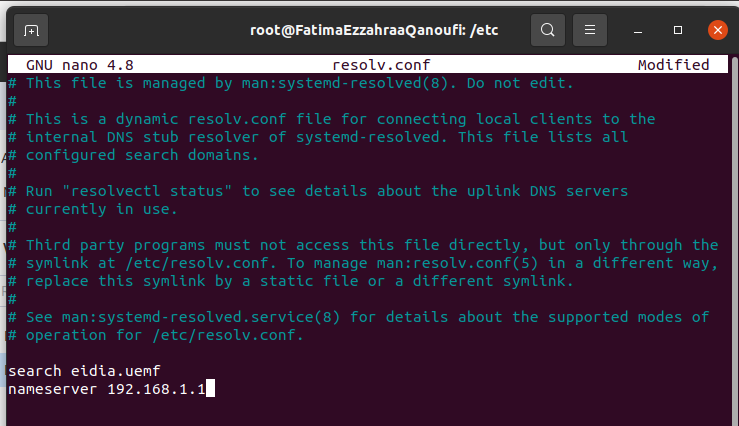 root@FatimaEzzahraaQanoufi: /etc
GNU nano 4.8 resolv.conf Modified
# This file is managed by man:systemd-resolved(8). Do not edit.
#
# This is a dynamic resolv.conf file for connecting local clients to the
# internal DNS stub resolver of systemd-resolved. This file lists all
# configured search domains.
#
# Run "resolvectl status" to see details about the uplink DNS servers
# currently in use.
#
# Third party programs must not access this file directly, but only through the
# symlink at /etc/resolv.conf. To manage man:resolv.conf(5) in a different way,
# replace this symlink by a static file or a different symlink.
#
# See man:systemd-resolved.service(8) for details about the supported modes of
# operation for /etc/resolv.conf.
search eidia.uemf
nameserver 192.168.1.1